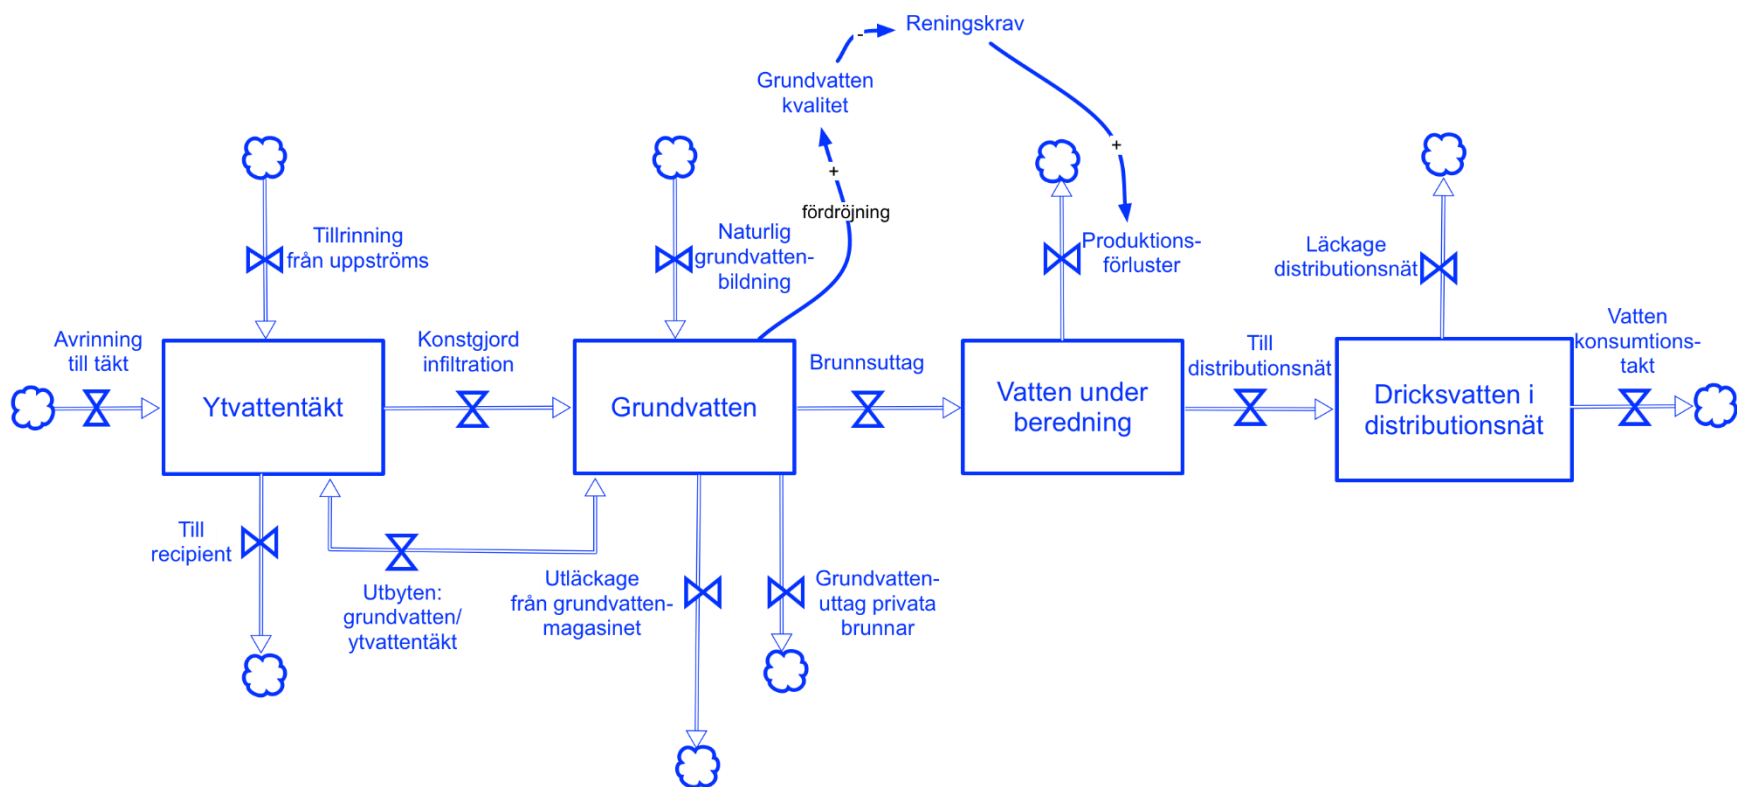 Reningskrav
Grundvatten
kvalitet
-
+
+
fördröjning
Tillrinning
från uppströms
Naturlig
grundvatten-
bildning
Produktions-
förluster
Läckage
distributionsnät
Avrinning
till täkt
Konstgjord
infiltration
Brunnsuttag
Till
distributionsnät
Vatten
konsumtions-
takt
Ytvattentäkt
Grundvatten
Vatten under
beredning
Dricksvatten i
distributionsnät
Till
recipient
Utbyten:
grundvatten/
ytvattentäkt
Utläckage
från grundvatten-
magasinet
Grundvatten-
uttag privata
brunnar